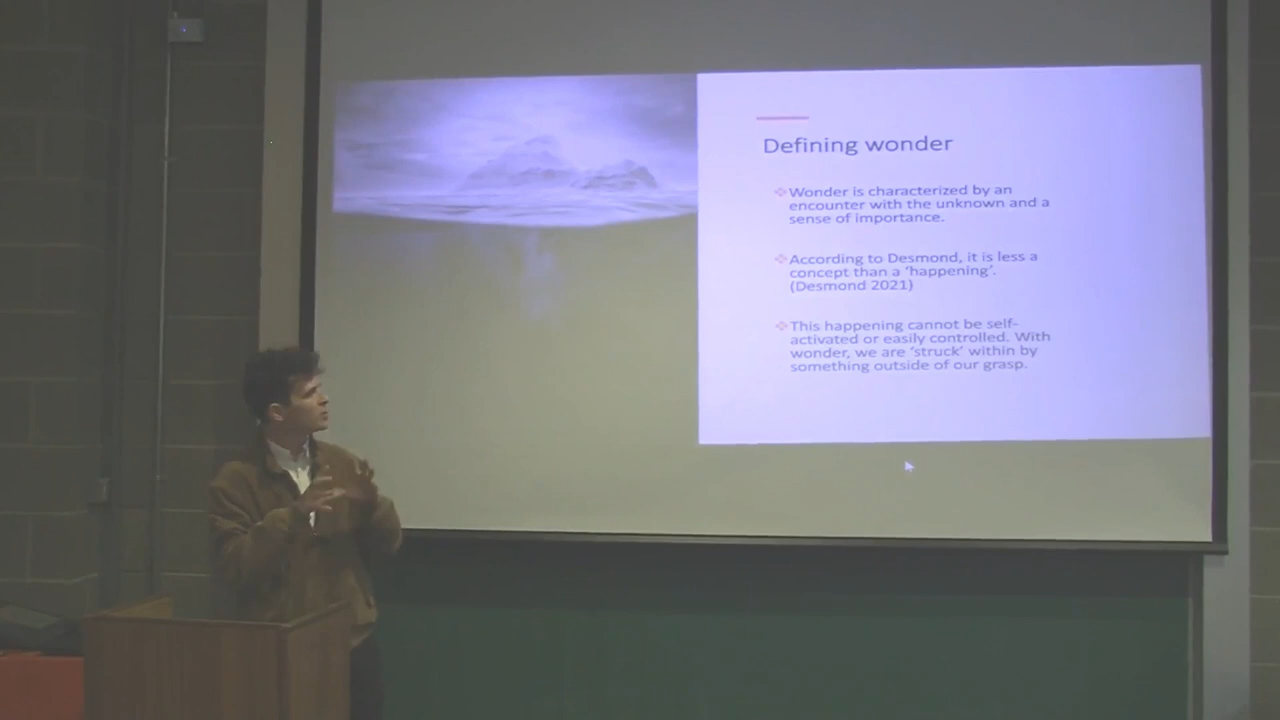 Defining wonder
Wonder is characterized by an
encounter with the unknown and a
sense of importance.
According to Desmond, it is less a
concept than a 'happening'.
(Desmond 2021)
This happening cannot be self-
activated or easily controlled. With
wonder, we are 'struck' within by
something outside of our grasp.